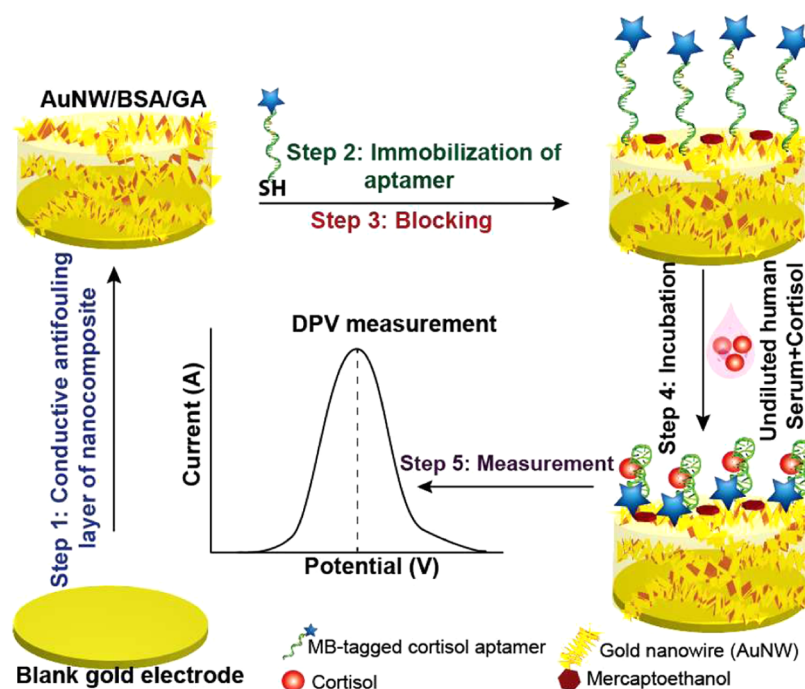 AuNW/BSA/GA
SH
Step 2: Immobilization of
aptamer
Step 3: Blocking
Step 1: Conductive antifouling
layer of nanocomposite
Blank gold electrode
Step 4: Incubation
Undiluted human
Serum+Cortisol
DPV measurement
Current (A)
Potential (V)
Step 5: Measurement
MB-tagged cortisol aptamer
Gold nanowire (AuNW)
Cortisol
Mercaptoethanol